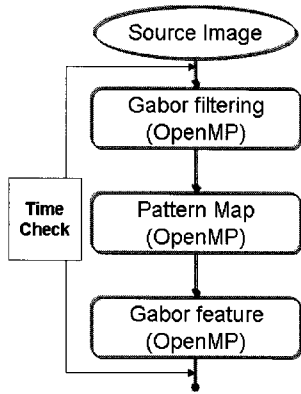 Source Image
Gabor filtering
(OpenMP)
Time
Check
Pattern Map
(OpenMP)
Gabor feature
(OpenMP)